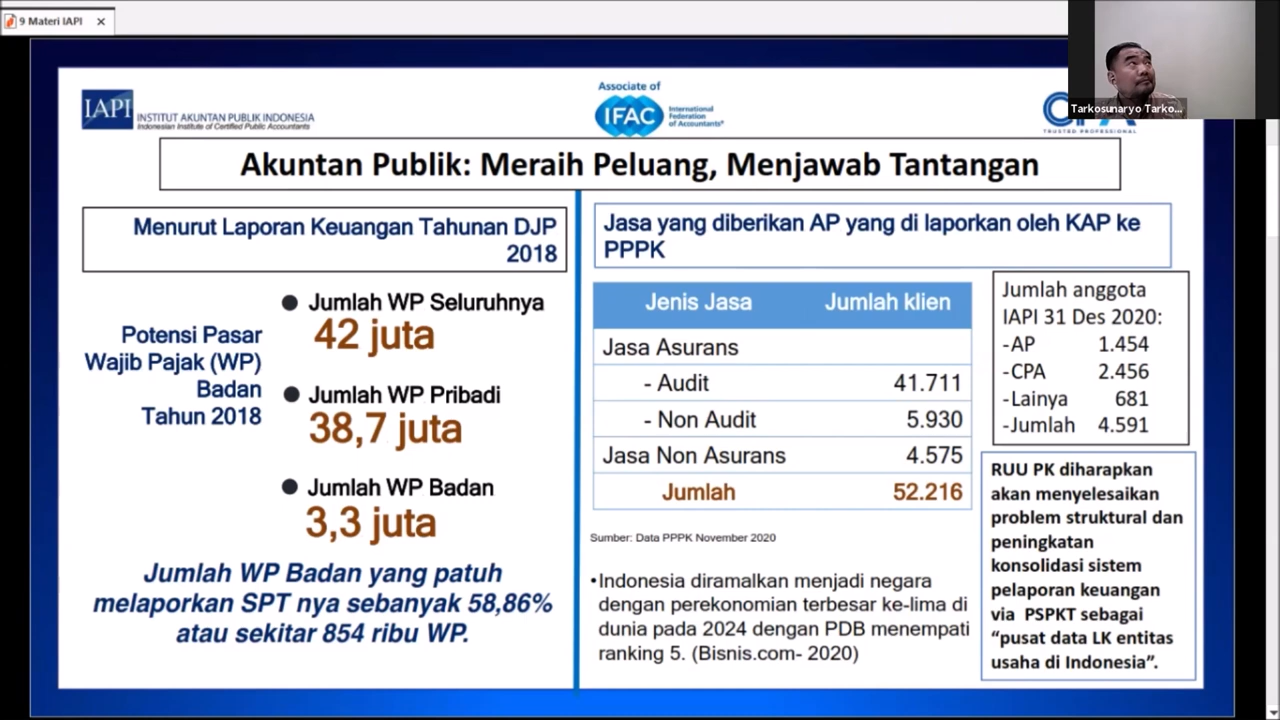 9 Materi IAPI
Tarkosunaryo Tarko...
IAPI
INSTITUT AKUNTAN PUBLIK INDONESIA
Indonesian Institute of Certified Public Accountants
Associate of
IFAC
International
Federation
of Accountants®
TRUSTED PROFESSIONAL
Akuntan Publik: Meraih Peluang, Menjawab Tantangan
Menurut Laporan Keuangan Tahunan DJP
2018
Potensi Pasar
Wajib Pajak (WP)
Badan
Tahun 2018
● Jumlah WP Seluruhnya
42 juta
● Jumlah WP Pribadi
38,7 juta
● Jumlah WP Badan
3,3 juta
Jumlah WP Badan yang patuh
melaporkan SPT nya sebanyak 58,86%
atau sekitar 854 ribu WP.
Jasa yang diberikan AP yang di laporkan oleh KAP ke
PPPK
Jenis Jasa Jumlah klien
Jasa Asurans
- Audit 41.711
- Non Audit 5.930
Jasa Non Asurans 4.575
Jumlah 52.216
Sumber: Data PPPK November 2020
•Indonesia diramalkan menjadi negara
dengan perekonomian terbesar ke-lima di
dunia pada 2024 dengan PDB menempati
ranking 5. (Bisnis.com- 2020)
Jumlah anggota
IAPI 31 Des 2020:
-AP 1.454
-CPA 2.456
-Lainya 681
-Jumlah 4.591
RUU PK diharapkan
akan menyelesaikan
problem struktural dan
peningkatan
konsolidasi sistem
pelaporan keuangan
via PSPKT sebagai
“pusat data LK entitas
usaha di Indonesia”.